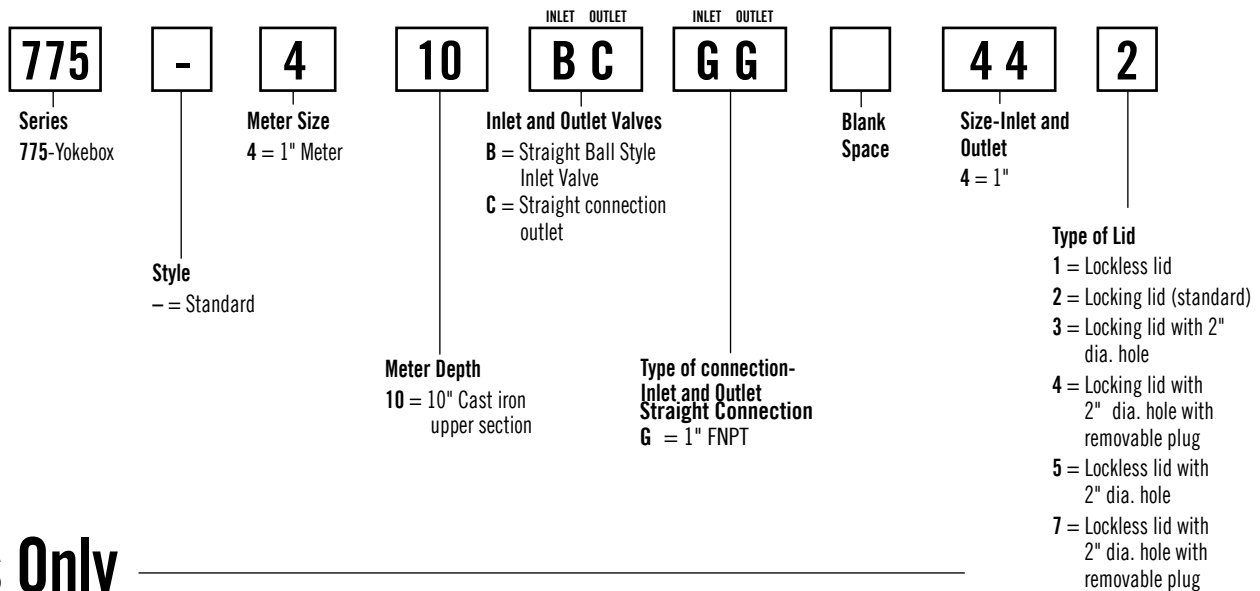 INLET OUTLET INLET OUTLET
775 - 4 10 B C G G 4 4 2
Series
775-Yokebox
Meter Size
4 = 1" Meter
Inlet and Outlet Valves
B = Straight Ball Style
Inlet Valve
C = Straight connection
outlet
Blank
Space
Size-Inlet and
Outlet
4 = 1"
Style
– = Standard
Meter Depth
10 = 10" Cast iron
upper section
Type of connection-
Inlet and Outlet
Straight Connection
G = 1" FNPT
Type of Lid
1 = Lockless lid
2 = Locking lid (standard)
3 = Locking lid with 2"
dia. hole
4 = Locking lid with
2" dia. hole with
removable plug
5 = Lockless lid with
2" dia. hole
7 = Lockless lid with
2" dia. hole with
removable plug
s Only